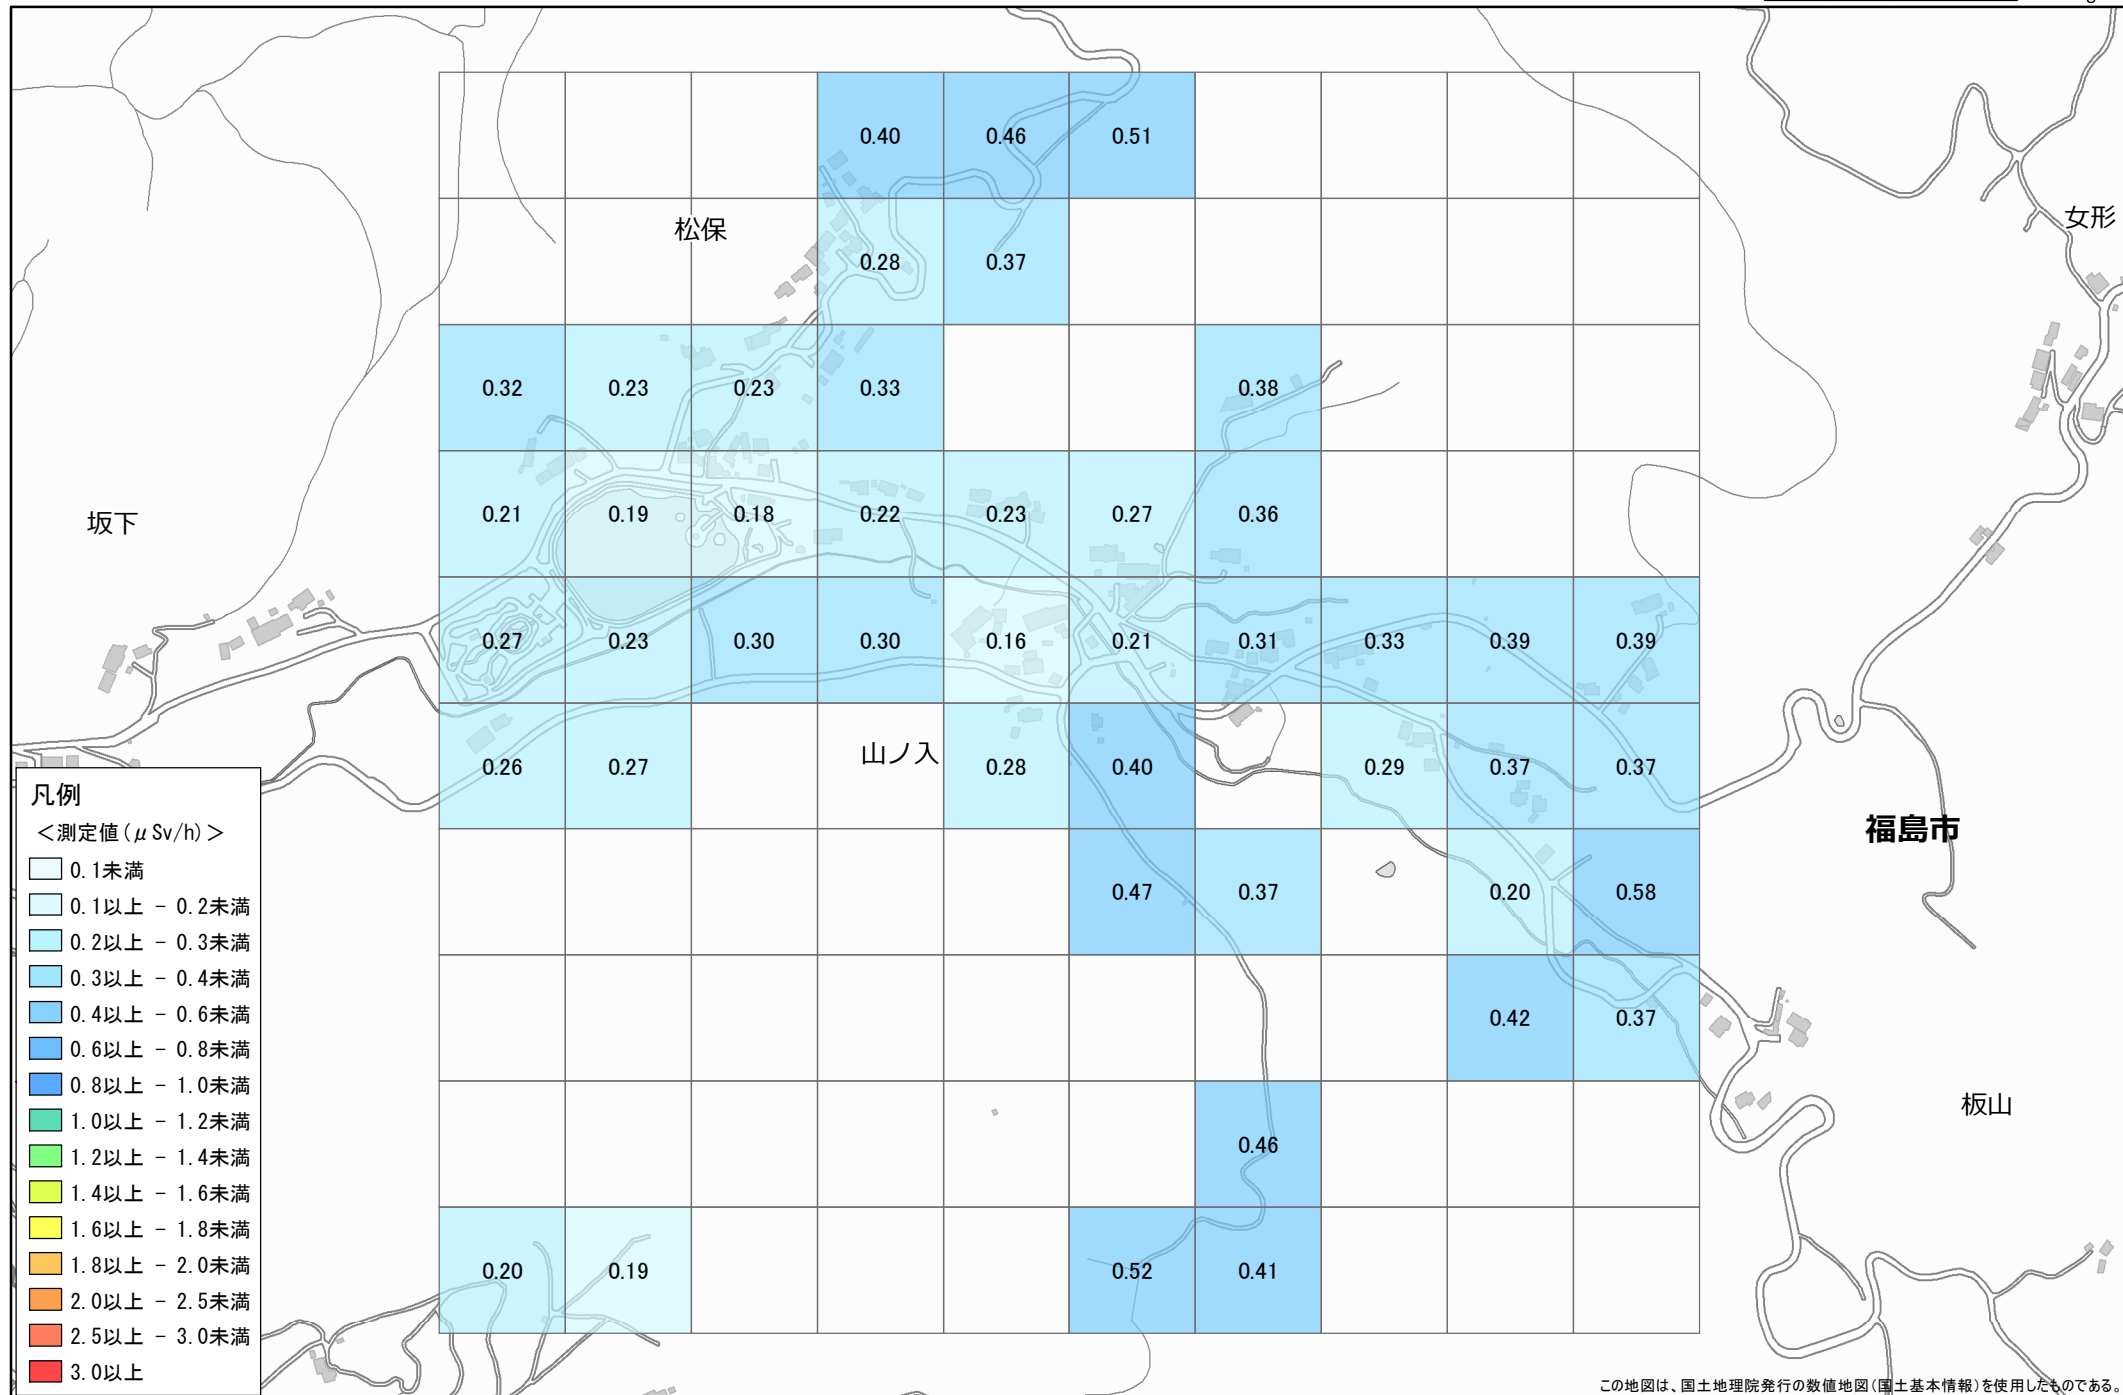 0.40 0.46 0.51
松保
女形
0.28 0.37
0.32 0.23 0.23 0.33 0.38
坂下
0.21 0.19 0.18 0.22 0.23 0.27 0.36
0.27 0.23 0.30 0.30 0.16 0.21 0.31 0.33 0.39 0.39
山ノ入
0.26 0.27 0.28 0.40 0.29 0.37 0.37
福島市
0.47 0.37 0.20 0.58
0.42 0.37
板山
0.46
0.20 0.19 0.52 0.41
凡例
＜測定値(μSv/h)＞
0.1未満
0.1以上 － 0.2未満
0.2以上 － 0.3未満
0.3以上 － 0.4未満
0.4以上 － 0.6未満
0.6以上 － 0.8未満
0.8以上 － 1.0未満
1.0以上 － 1.2未満
1.2以上 － 1.4未満
1.4以上 － 1.6未満
1.6以上 － 1.8未満
1.8以上 － 2.0未満
2.0以上 － 2.5未満
2.5以上 － 3.0未満
3.0以上
この地図は、国土地理院発行の数値地図(国土基本情報)を使用したものである。